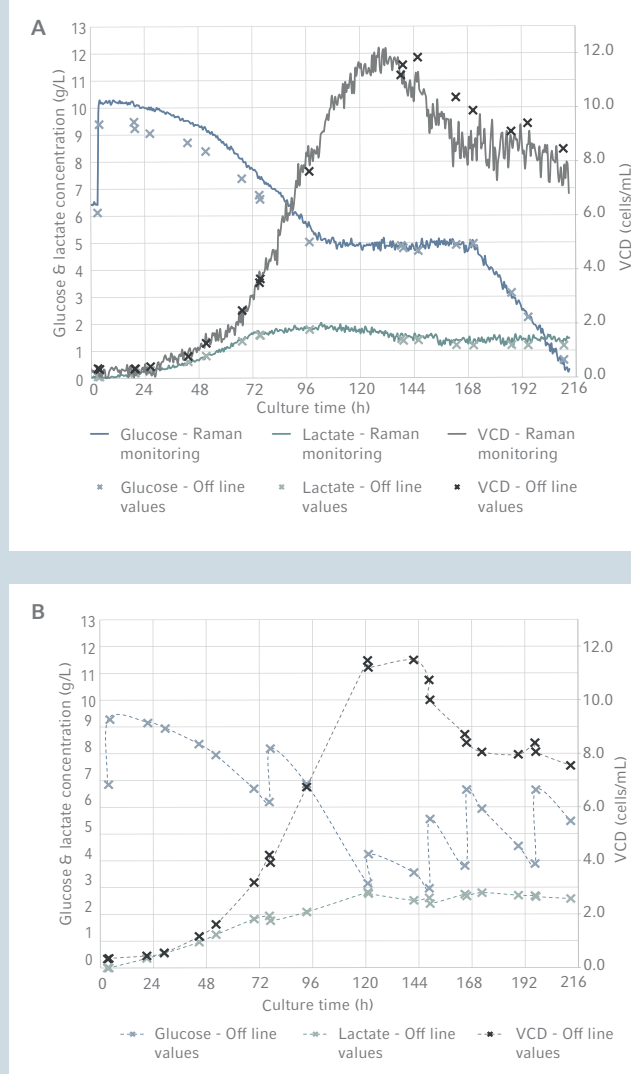 A
13
12
11
10
9
8
7
6
5
4
3
2
1
0
Glucose & lactate concentration (g/L)
12.0
10.0
8.0
6.0
4.0
2.0
0.0
VCD (cells/mL)
0 24 48 72 96 120 144 168 192 216
Culture time (h)
Glucose - Raman monitoring
Lactate - Raman monitoring
VCD - Raman monitoring
Glucose - Off line values
Lactate - Off line values
VCD - Off line values
B
13
12
11
10
9
8
7
6
5
4
3
2
1
0
Glucose & lactate concentration (g/L)
12.0
10.0
8.0
6.0
4.0
2.0
0.0
VCD (cells/mL)
0 24 48 72 96 120 144 168 192 216
Culture time (h)
Glucose - Off line values
Lactate - Off line values
VCD - Off line values